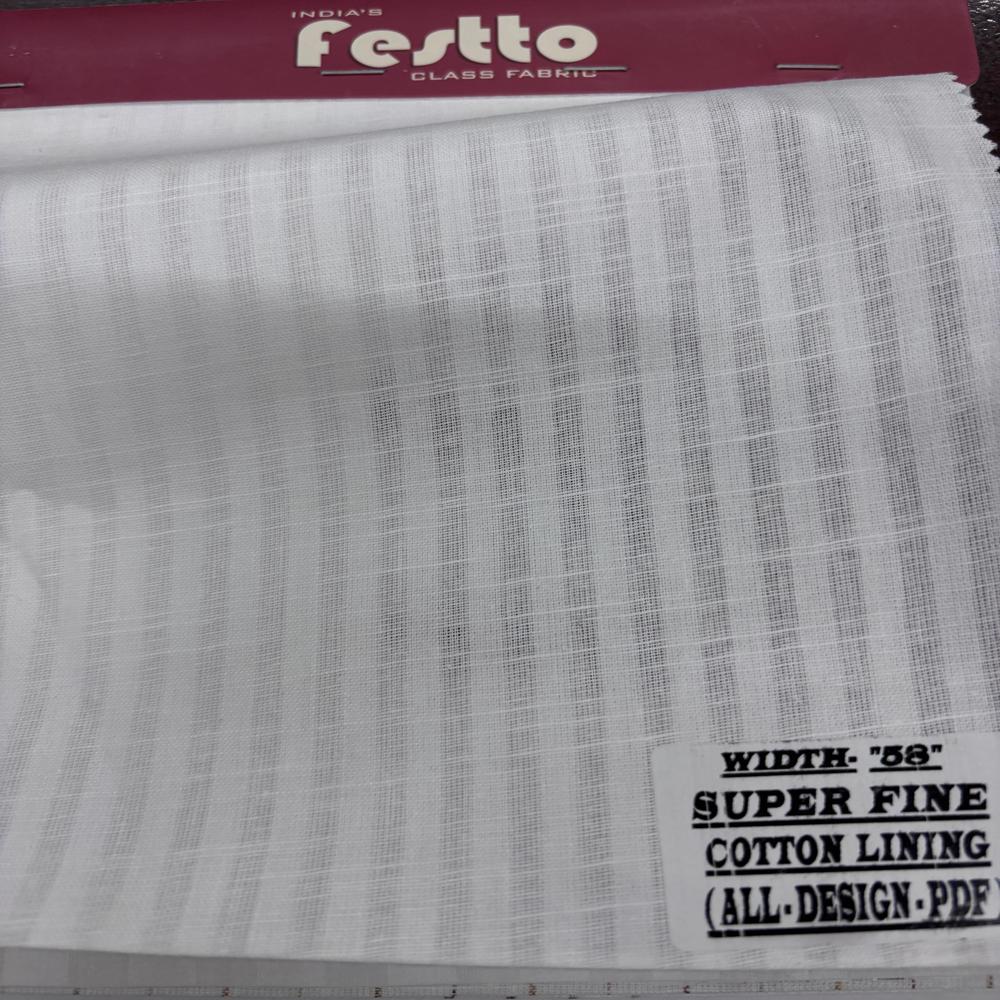 INDIA'S
Festto
CLASS FABRIC
WIDTH- "58"
SUPER FINE
COTTON LINING
(ALL-DESIGN-PDF)